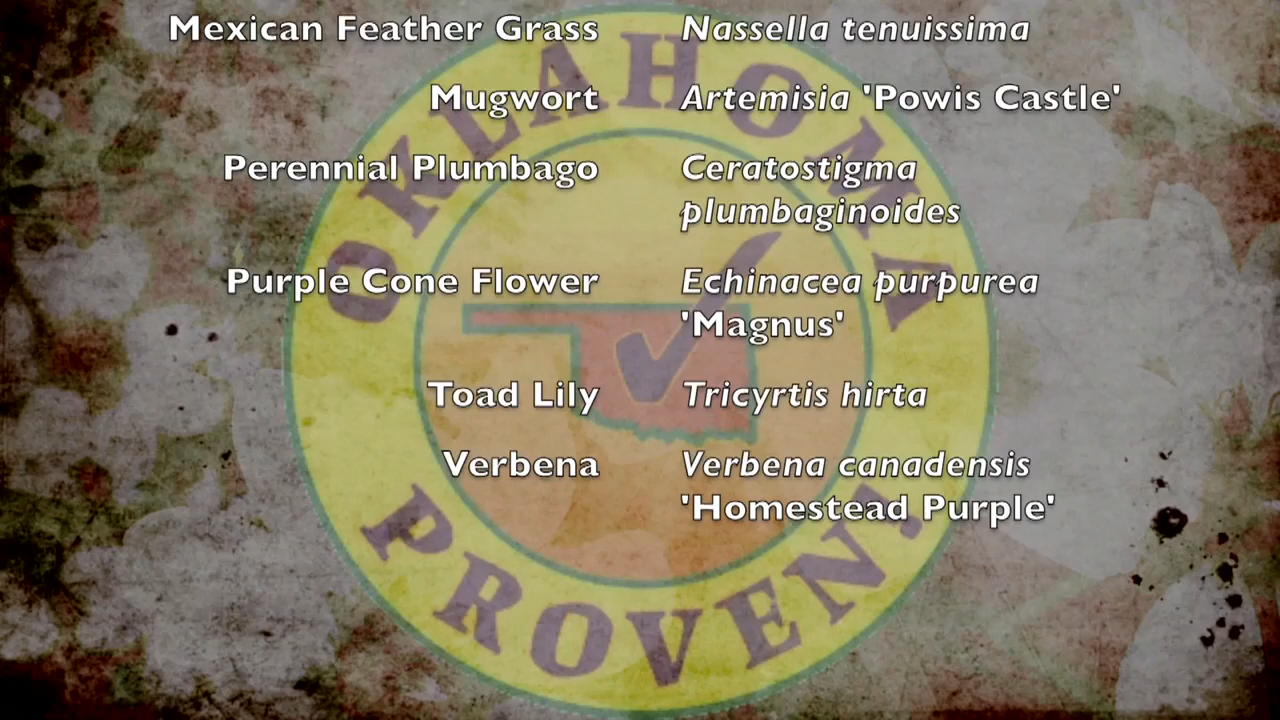 Mexican Feather Grass Nassella tenuissima
Mugwort Artemisia 'Powis Castle'
Perennial Plumbago Ceratostigma
plumbaginoides
Purple Cone Flower Echinacea purpurea
'Magnus'
Toad Lily Tricyrtis hirta
Verbena Verbena canadensis
'Homestead Purple'
OKLAHOMA
PROVEN!